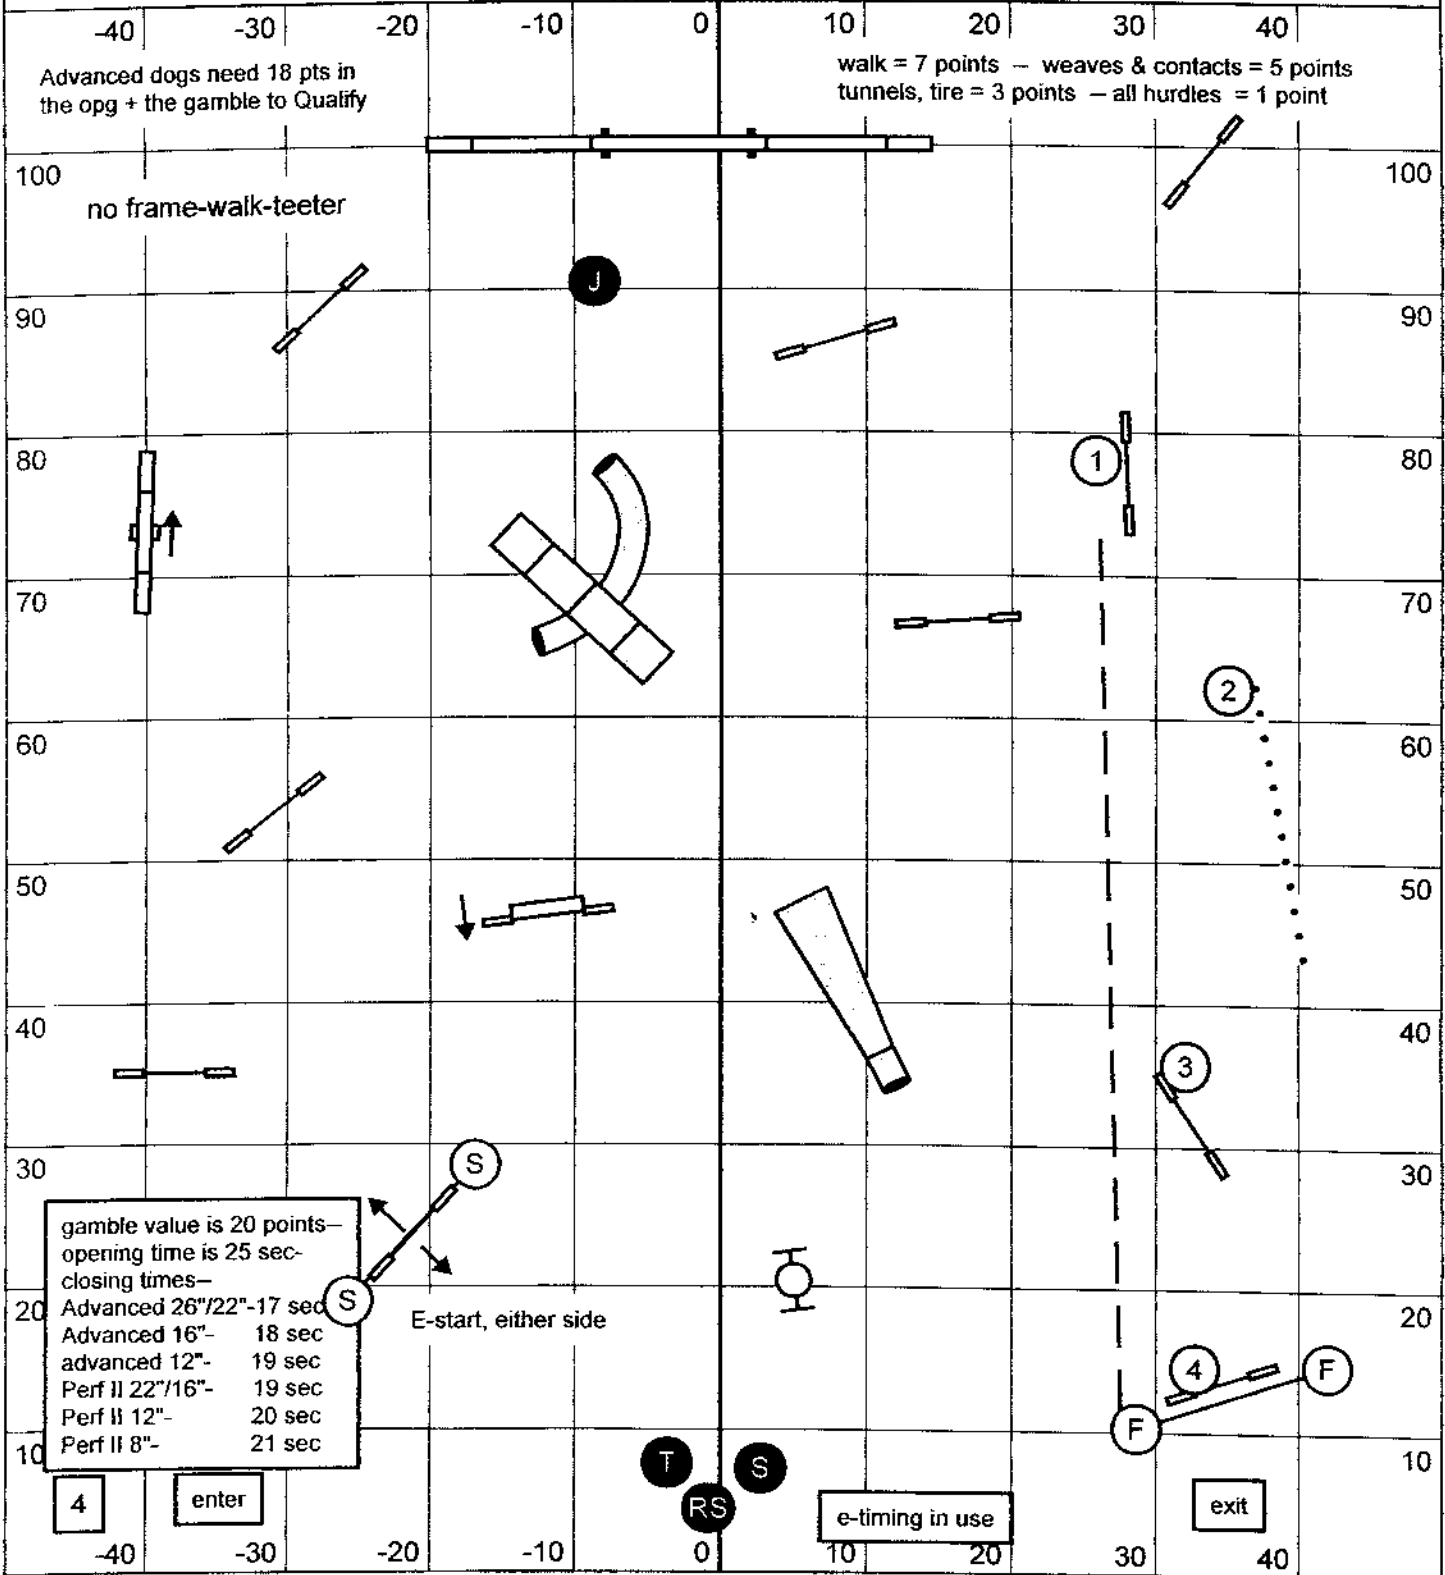 -40 -30 -20 -10 0 10 20 30 40
Advanced dogs need 18 pts in
the opg + the gamble to Qualify
walk = 7 points – weaves & contacts = 5 points
tunnels, tire = 3 points – all hurdles = 1 point
100 100
no frame-walk-teeter
J
90 90
1
80 80
70 70
2
60 60
50 50
40 40
3
S
30 30
gamble value is 20 points–
opening time is 25 sec-
closing times–
Advanced 26"/22"-17 sec
Advanced 16"- 18 sec
advanced 12"- 19 sec
Perf II 22"/16"- 19 sec
Perf II 12"- 20 sec
Perf II 8"- 21 sec
S
20 20
E-start, either side
4 F
F
10 10
T S
RS
4
enter
e-timing in use
exit
-40 -30 -20 -10 0 10 20 30 40